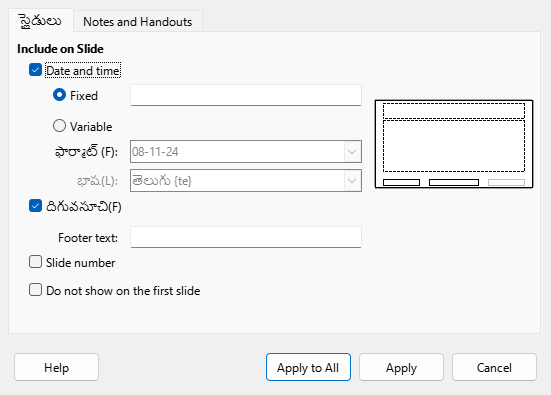 స్లైడులు
Notes and Handouts
Include on Slide
Date and time
Fixed
Variable
ఫార్మాట్ (F):
08-11-24
భాష(L):
తెలుగు {te}
దిగువసూచి(F)
Footer text:
Slide number
Do not show on the first slide
Help
Apply to All
Apply
Cancel